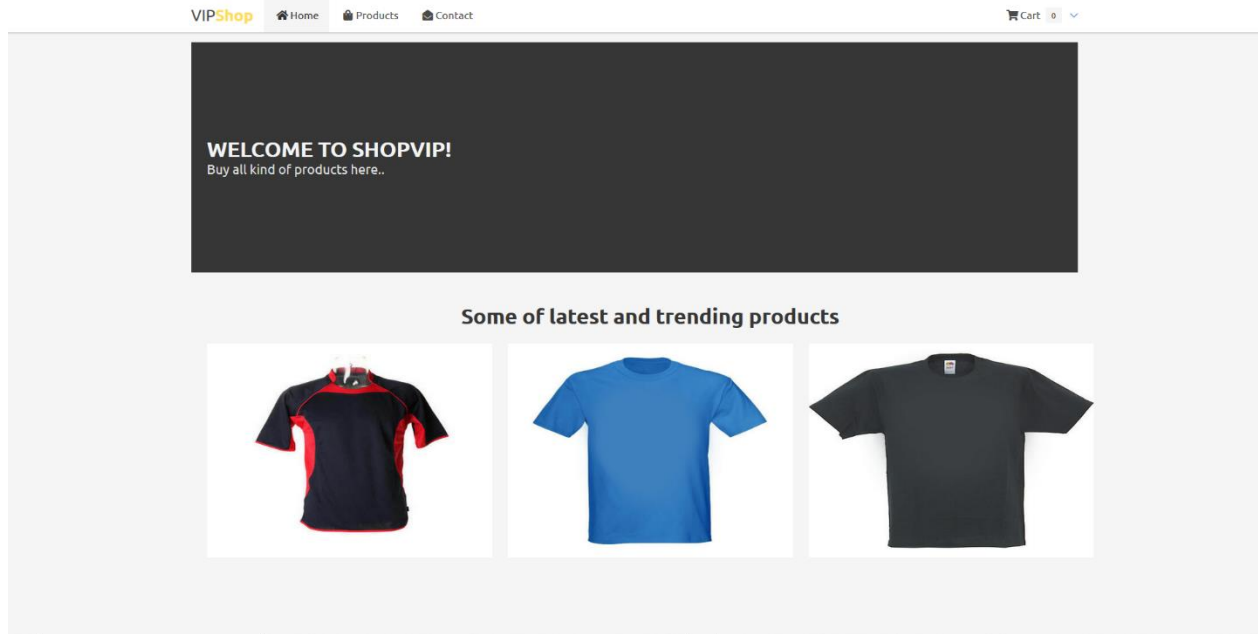 VIPShop Home Products Contact Cart 0
WELCOME TO SHOPVIP!
Buy all kind of products here..
Some of latest and trending products